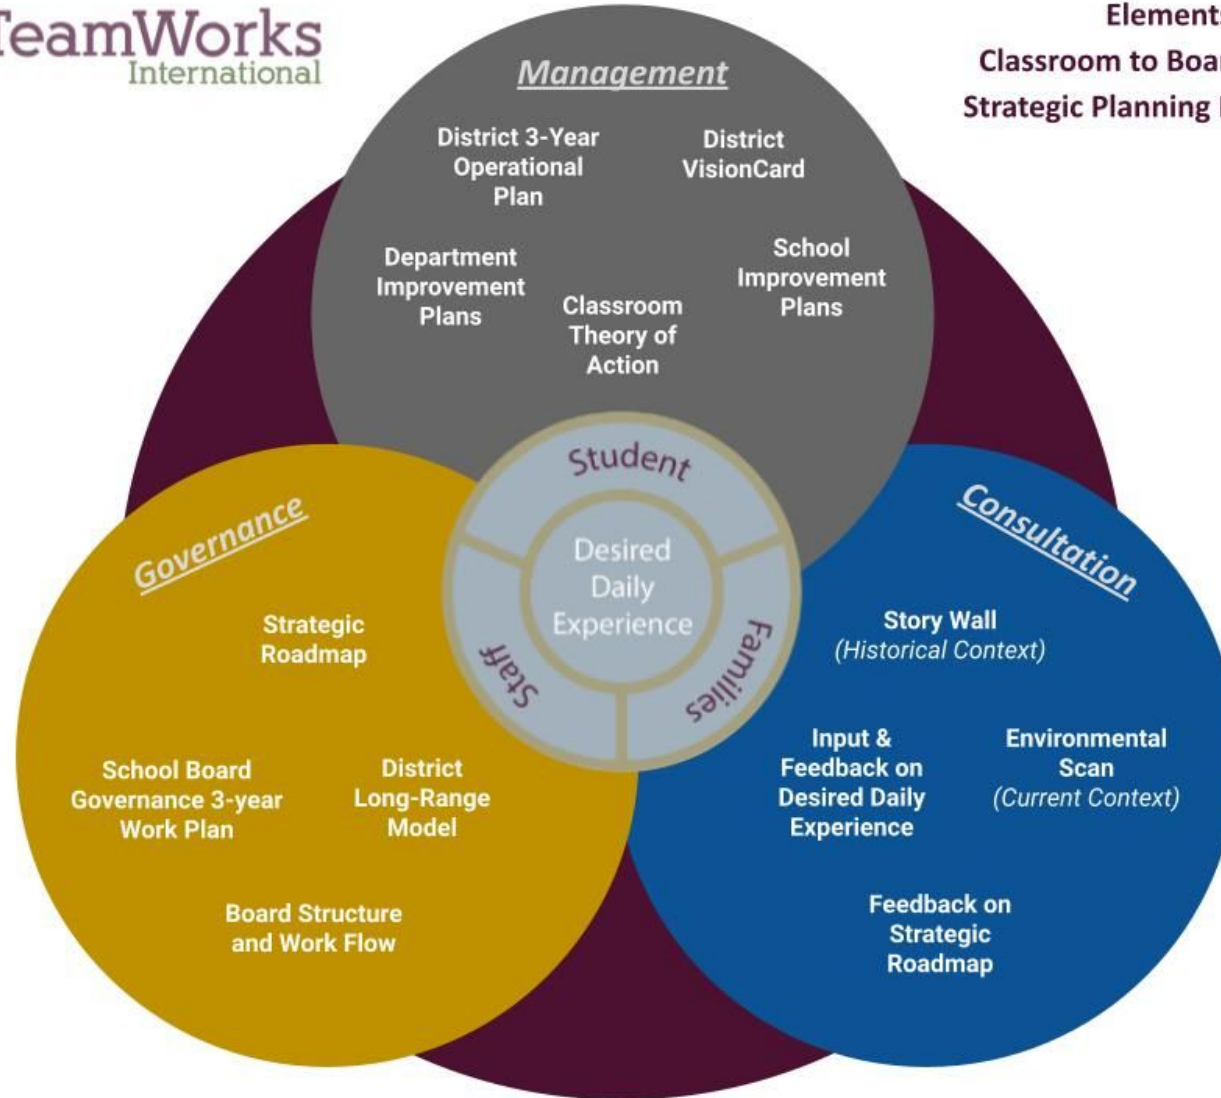 TeamWorks
International
Elements
Classroom to Boar
Strategic Planning
Management
District 3-Year
Operational
Plan
District
VisionCard
Department
Improvement
Plans
Classroom
Theory of
Action
School
Improvement
Plans
Student
Desired
Daily
Experience
Staff
Families
Governance
Strategic
Roadmap
School Board
Governance 3-year
Work Plan
District
Long-Range
Model
Board Structure
and Work Flow
Consultation
Story Wall
(Historical Context)
Input &
Feedback on
Desired Daily
Experience
Environmental
Scan
(Current Context)
Feedback on
Strategic
Roadmap